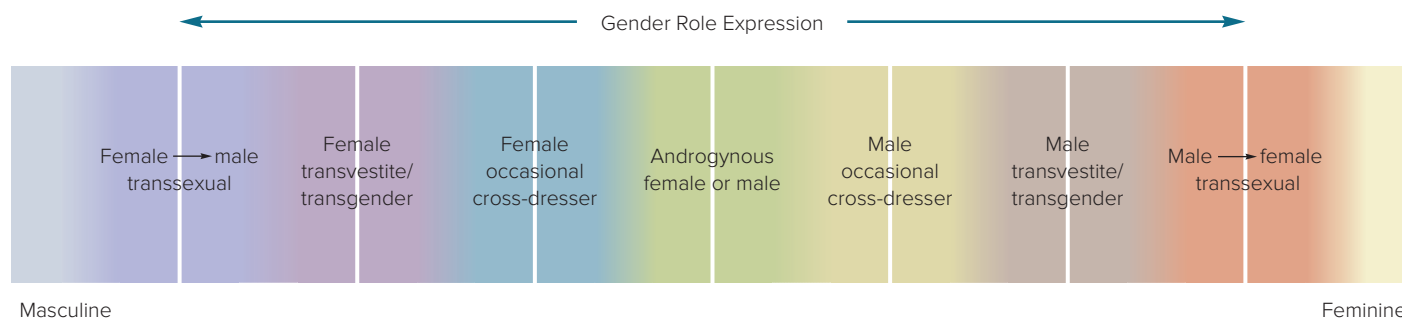 Gender Role Expression
Female → male
transsexual
Female
transvestite/
transgender
Female
occasional
cross-dresser
Androgynous
female or male
Male
occasional
cross-dresser
Male
transvestite/
transgender
Male → female
transsexual
Masculine
Feminine